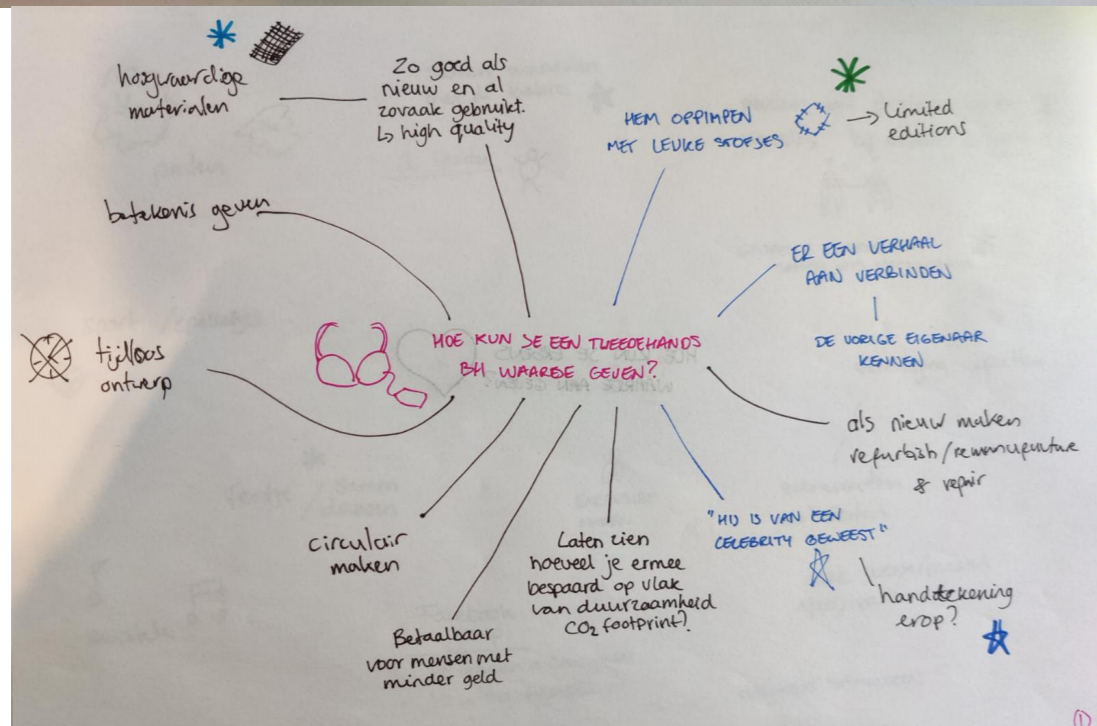 HOE KUN JE EEN TWEEDEHANDS
BH WAARDE GEVEN?
hoogwaardige
materialen
Zo goed als
nieuw en al
zovaak gebruikt.
↳ high quality
HEM OPPIMPEN
MET LEUKE STOFJES
→ Limited
editions
betekenis geven
ER EEN VERHAAL
AAN VERBINDEN
DE VORIGE EIGENAAR
KENNEN
tijdloos
ontwerp
als nieuw maken
refurbish/remanufacture
& repair
"HIJ IS VAN EEN
CELEBRITY GEWEEST"
handtekening
erop?
circulair
maken
Laten zien
hoeveel je ermee
bespaard op vlak
van duurzaamheid
CO2 footprint?
Betaalbaar
voor mensen met
minder geld
1